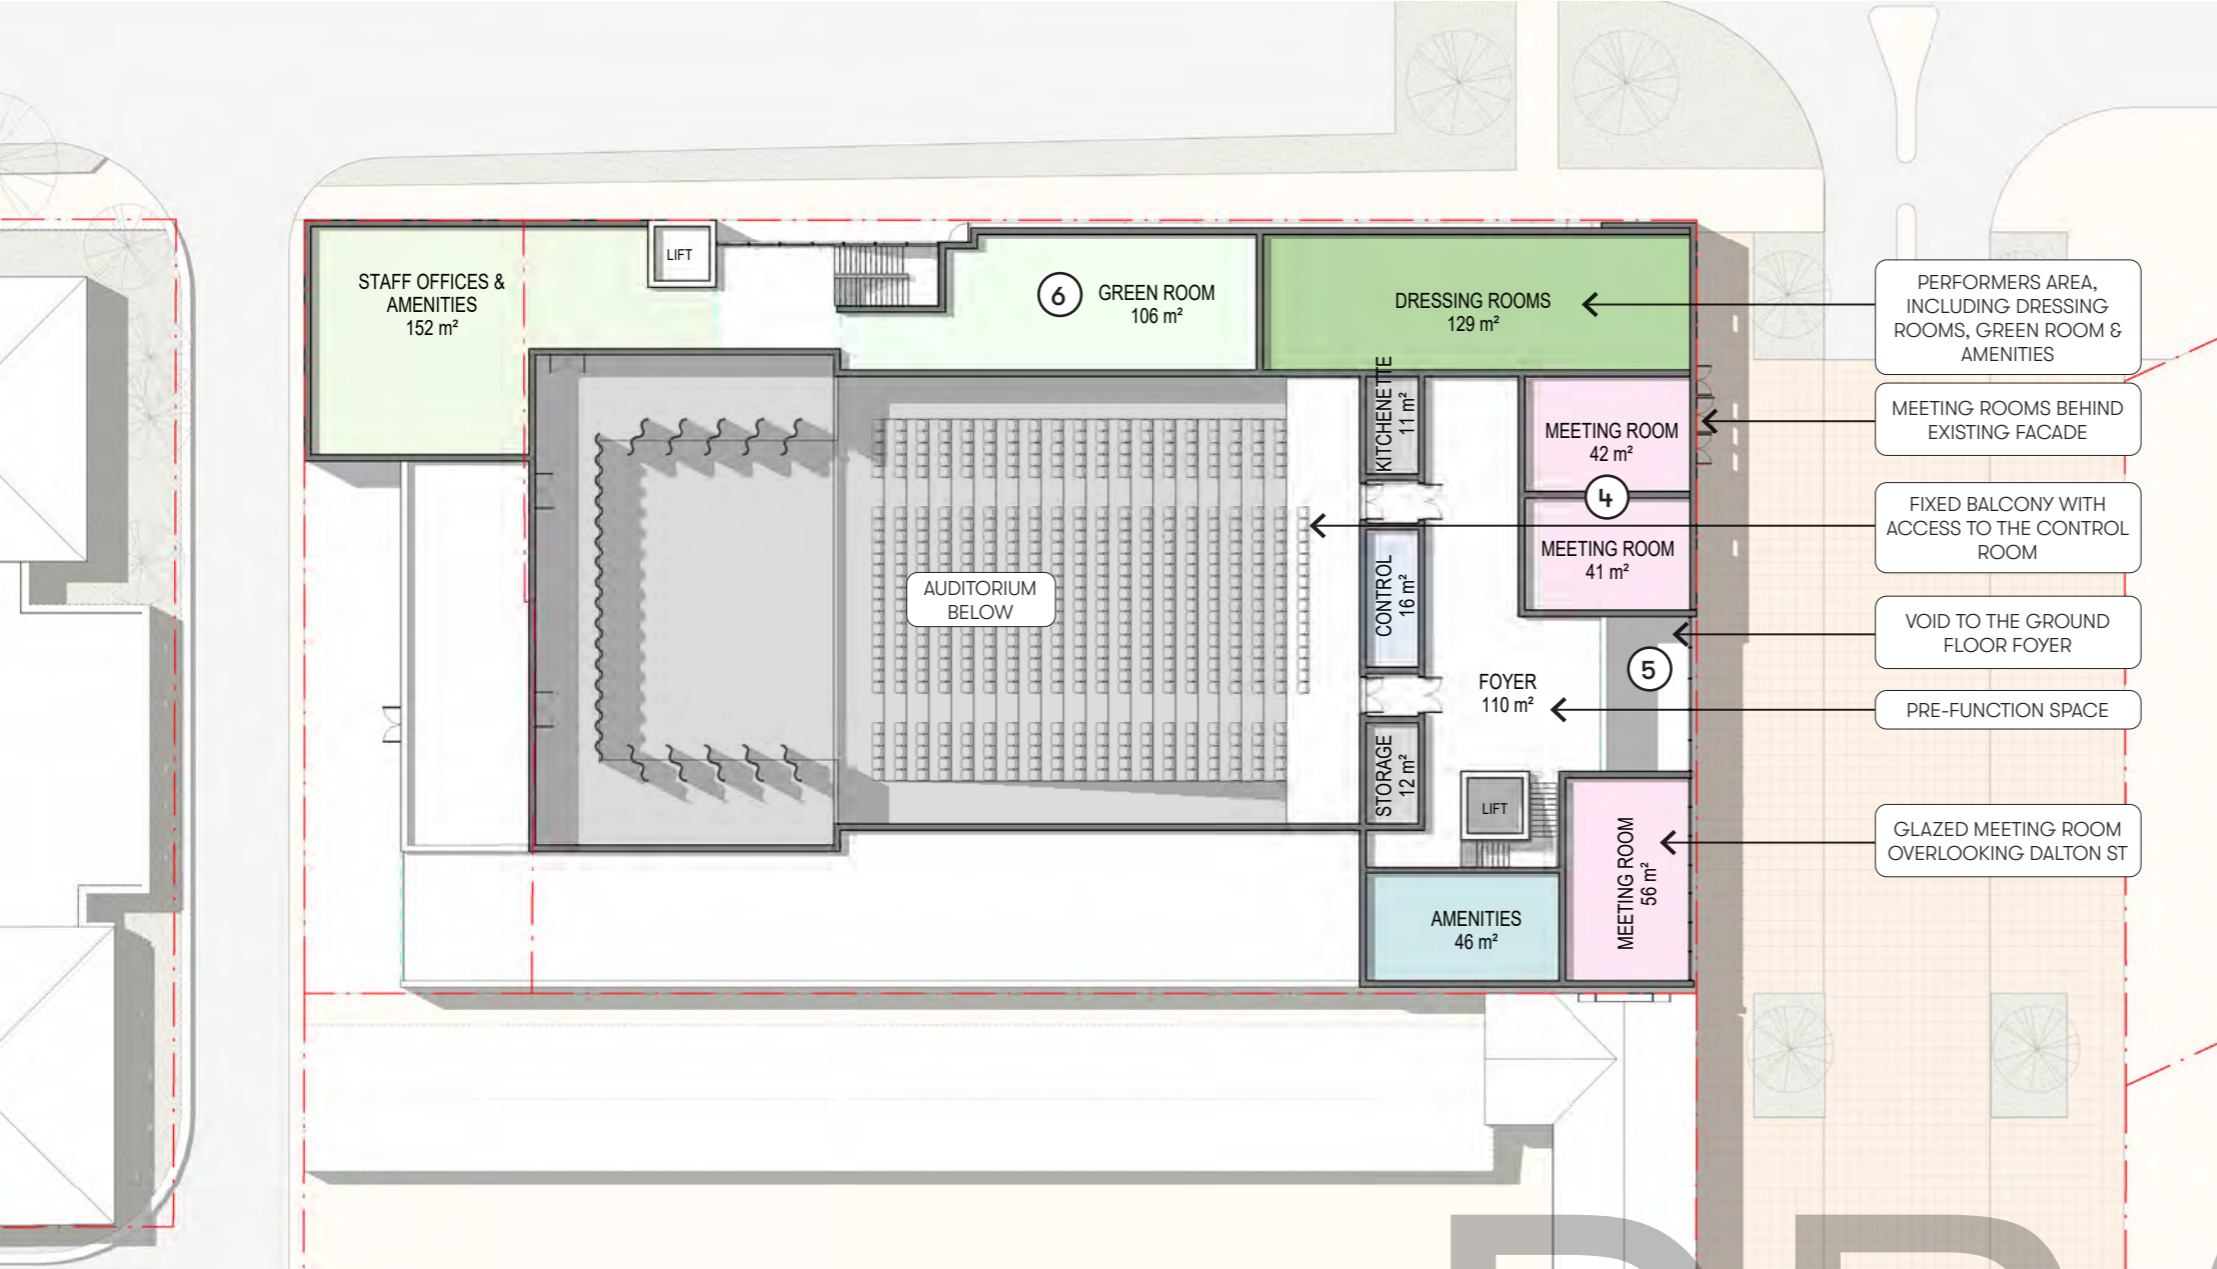 STAFF OFFICES &
AMENITIES
152 m²
LIFT
6
GREEN ROOM
106 m²
DRESSING ROOMS
129 m²
KITCHENETTE
11 m²
MEETING ROOM
42 m²
4
MEETING ROOM
41 m²
AUDITORIUM
BELOW
CONTROL
16 m²
5
FOYER
110 m²
STORAGE
12 m²
LIFT
MEETING ROOM
56 m²
AMENITIES
46 m²
PERFORMERS AREA,
INCLUDING DRESSING
ROOMS, GREEN ROOM &
AMENITIES
MEETING ROOMS BEHIND
EXISTING FACADE
FIXED BALCONY WITH
ACCESS TO THE CONTROL
ROOM
VOID TO THE GROUND
FLOOR FOYER
PRE-FUNCTION SPACE
GLAZED MEETING ROOM
OVERLOOKING DALTON ST